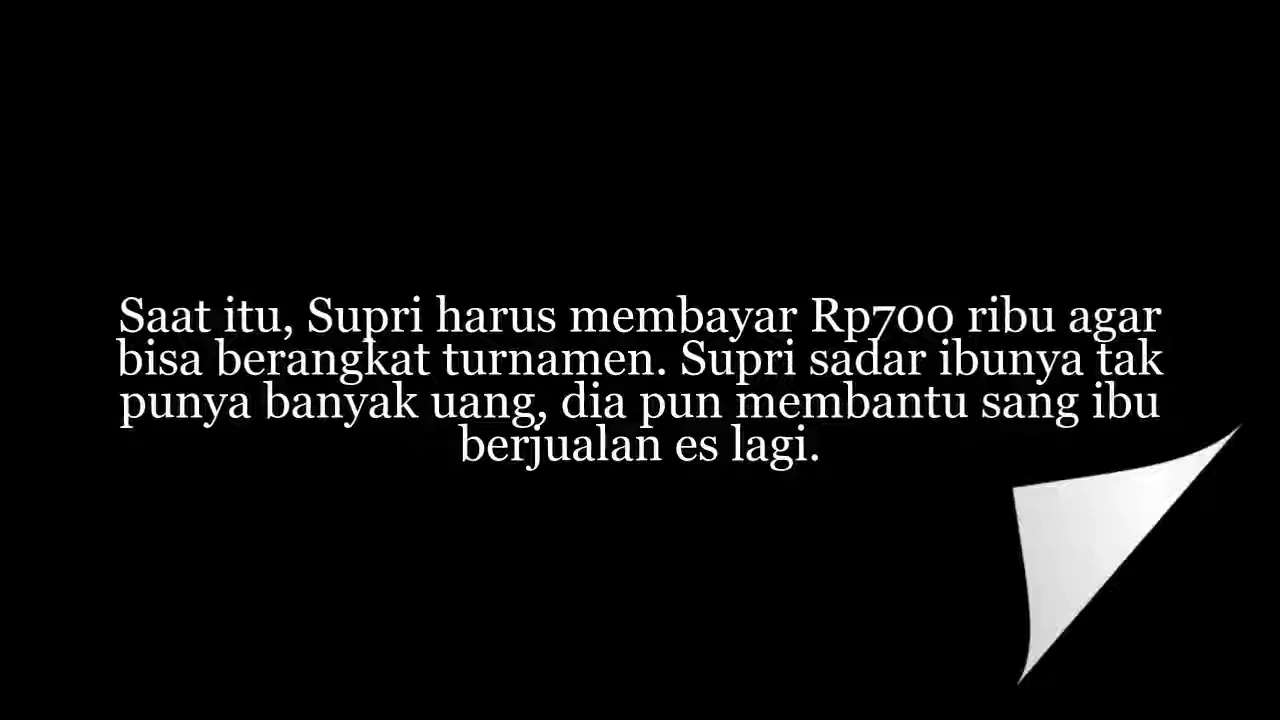 Saat itu, Supri harus membayar Rp700 ribu agar
bisa berangkat turnamen. Supri sadar ibunya tak
punya banyak uang, dia pun membantu sang ibu
berjualan es lagi.